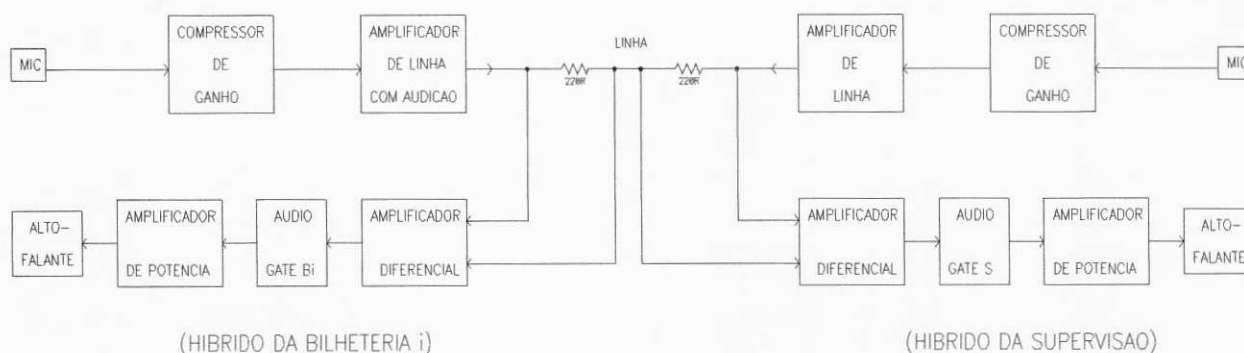 MIC
COMPRESSOR
DE
GANHO
AMPLIFICADOR
DE LINHA
COM AUDICAO
220R
LINHA
220R
AMPLIFICADOR
DE
LINHA
COMPRESSOR
DE
GANHO
MIC
ALTO-
FALANTE
AMPLIFICADOR
DE POTENCIA
AUDIO
GATE Bi
AMPLIFICADOR
DIFERENCIAL
AMPLIFICADOR
DIFERENCIAL
AUDIO
GATE S
AMPLIFICADOR
DE POTENCIA
ALTO-
FALANTE
(HIBRIDO DA BILHETERIA i)
(HIBRIDO DA SUPERVISAO)